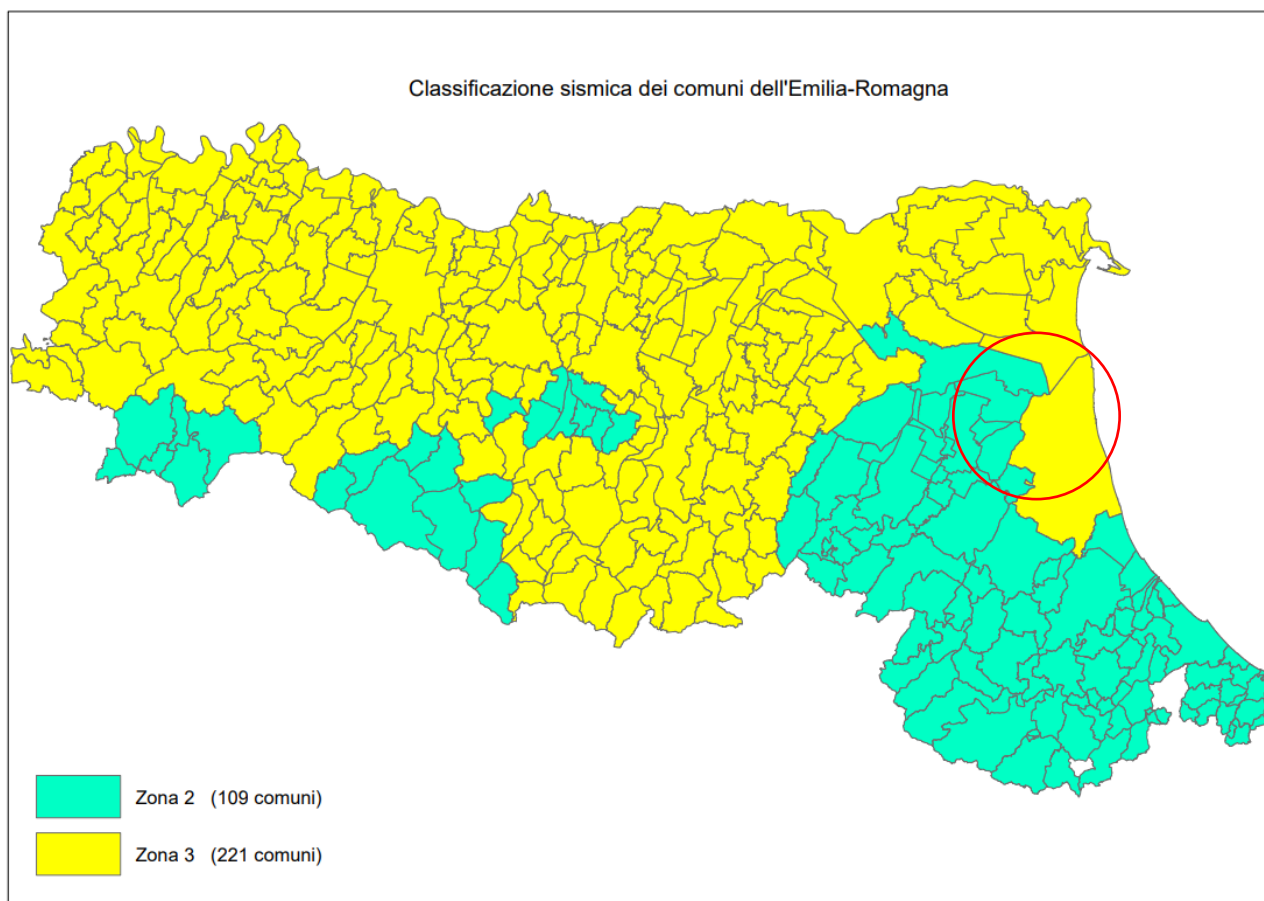 Classificazione sismica dei comuni dell'Emilia-Romagna
Zona 2 (109 comuni)
Zona 3 (221 comuni)